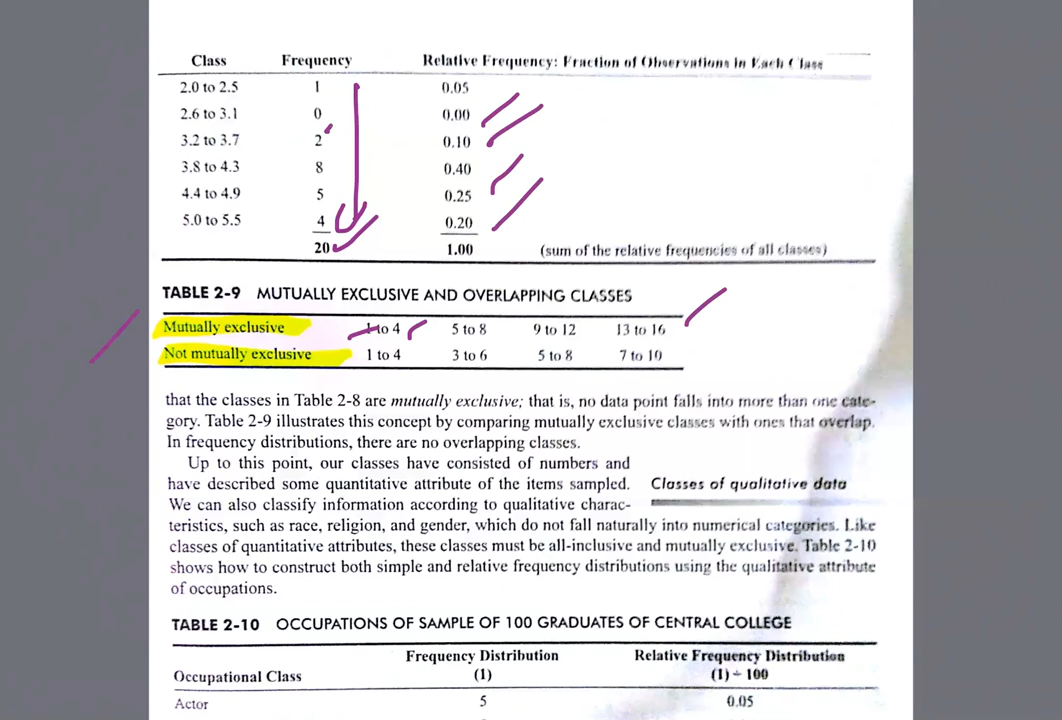 Class Frequency Relative Frequency: Fraction of Observations in Each Class
2.0 to 2.5 1 0.05
2.6 to 3.1 0 0.00
3.2 to 3.7 2 0.10
3.8 to 4.3 8 0.40
4.4 to 4.9 5 0.25
5.0 to 5.5 4 0.20
20 1.00 (sum of the relative frequencies of all classes)
TABLE 2-9 MUTUALLY EXCLUSIVE AND OVERLAPPING CLASSES
Mutually exclusive 1 to 4 5 to 8 9 to 12 13 to 16
Not mutually exclusive 1 to 4 3 to 6 5 to 8 7 to 10
that the classes in Table 2-8 are mutually exclusive; that is, no data point falls into more than one cate-
gory. Table 2-9 illustrates this concept by comparing mutually exclusive classes with ones that overlap.
In frequency distributions, there are no overlapping classes.
Up to this point, our classes have consisted of numbers and
have described some quantitative attribute of the items sampled.
Classes of qualitative data
We can also classify information according to qualitative charac-
teristics, such as race, religion, and gender, which do not fall naturally into numerical categories. Like
classes of quantitative attributes, these classes must be all-inclusive and mutually exclusive. Table 2-10
shows how to construct both simple and relative frequency distributions using the qualitative attribute
of occupations.
TABLE 2-10 OCCUPATIONS OF SAMPLE OF 100 GRADUATES OF CENTRAL COLLEGE
Frequency Distribution Relative Frequency Distribution
Occupational Class (1) (1) ÷ 100
Actor 5 0.05